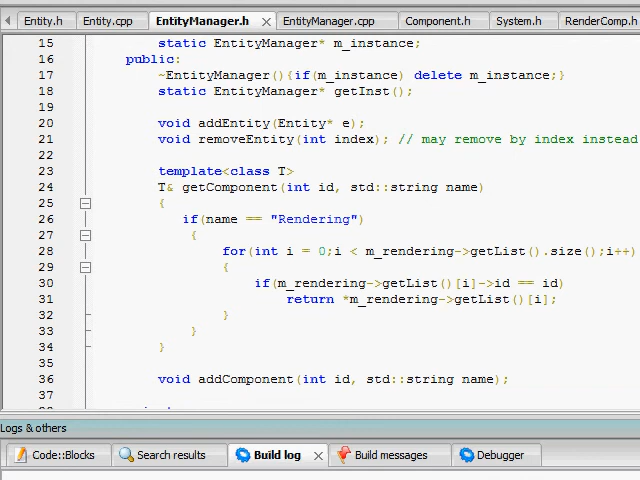 Entity.h Entity.cpp EntityManager.h EntityManager.cpp Component.h System.h RenderComp.h
15 static EntityManager* m_instance;
16 public:
17 ~EntityManager(){if(m_instance) delete m_instance;}
18 static EntityManager* getInst();
19
20 void addEntity(Entity* e);
21 void removeEntity(int index); // may remove by index instead
22
23 template<class T>
24 T& getComponent(int id, std::string name)
25 {
26 if(name == "Rendering")
27 {
28 for(int i = 0;i < m_rendering->getList().size();i++)
29 {
30 if(m_rendering->getList()[i]->id == id)
31 return *m_rendering->getList()[i];
32 }
33 }
34 }
35
36 void addComponent(int id, std::string name);
37
Logs & others
Code::Blocks Search results Build log Build messages Debugger